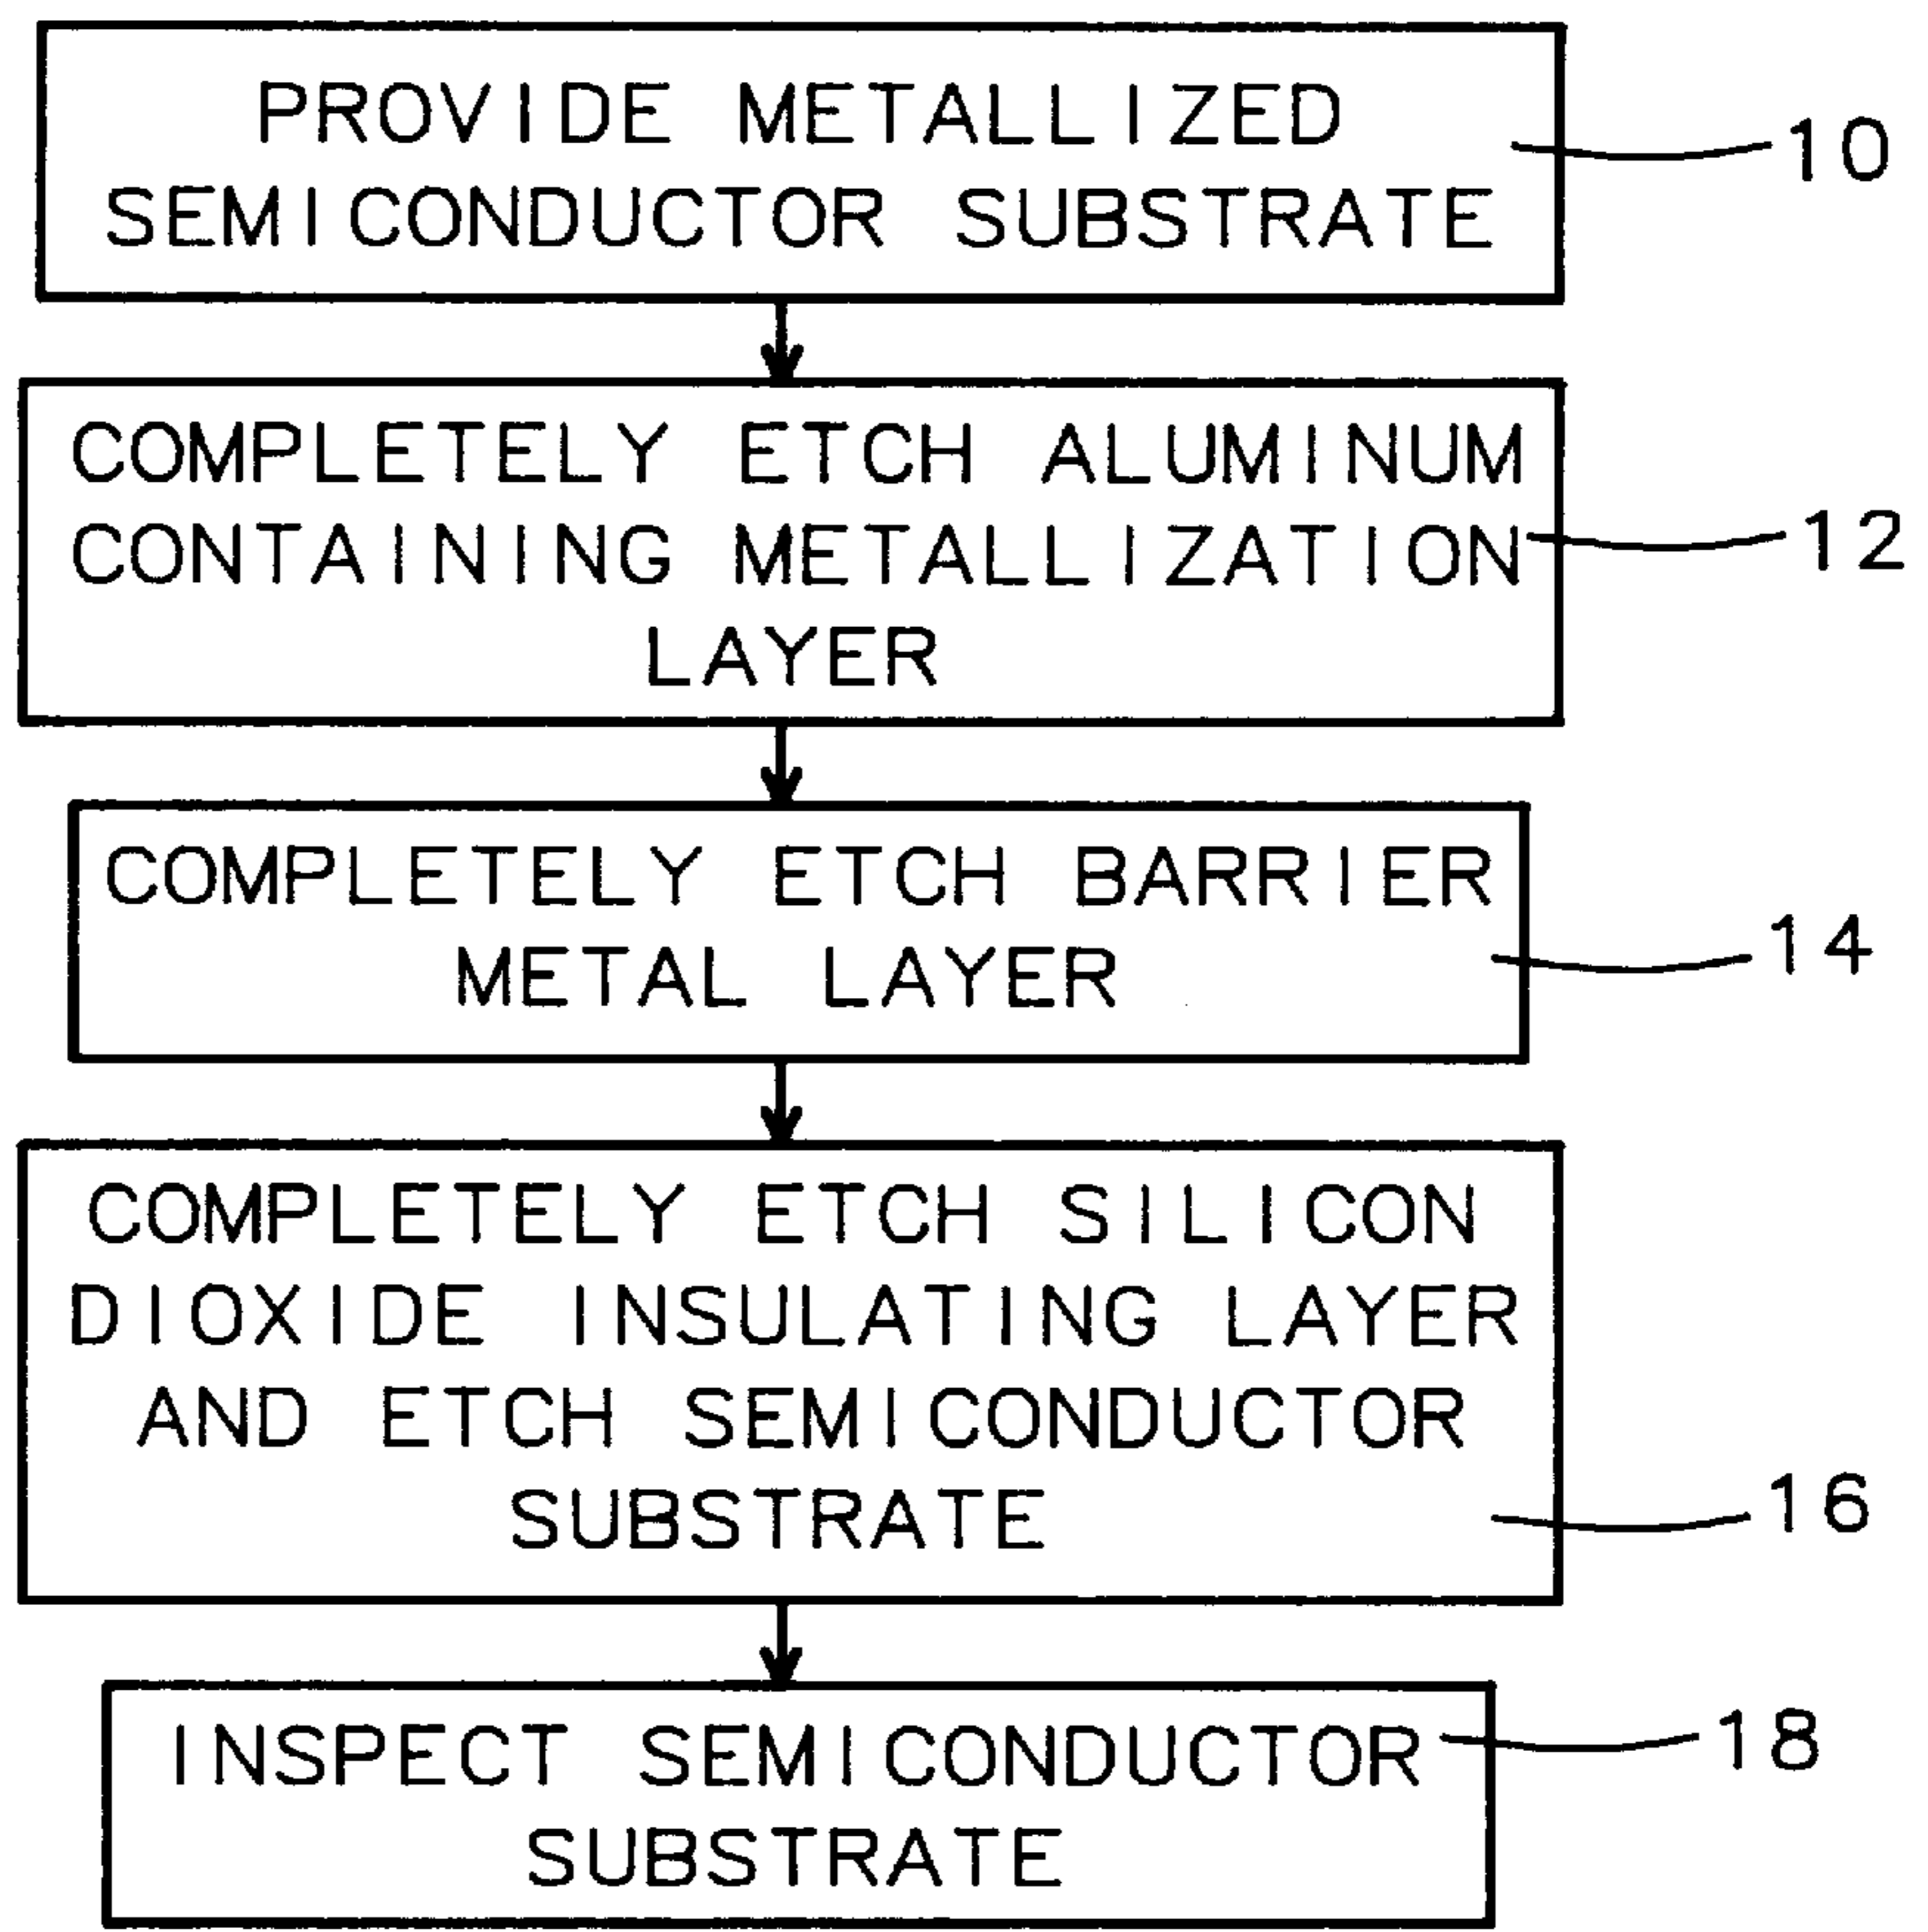 PROVIDE METALLIZED
SEMICONDUCTOR SUBSTRATE
10
COMPLETELY ETCH ALUMINUM
CONTAINING METALLIZATION
LAYER
12
COMPLETELY ETCH BARRIER
METAL LAYER
14
COMPLETELY ETCH SILICON
DIOXIDE INSULATING LAYER
AND ETCH SEMICONDUCTOR
SUBSTRATE
16
INSPECT SEMICONDUCTOR
SUBSTRATE
18